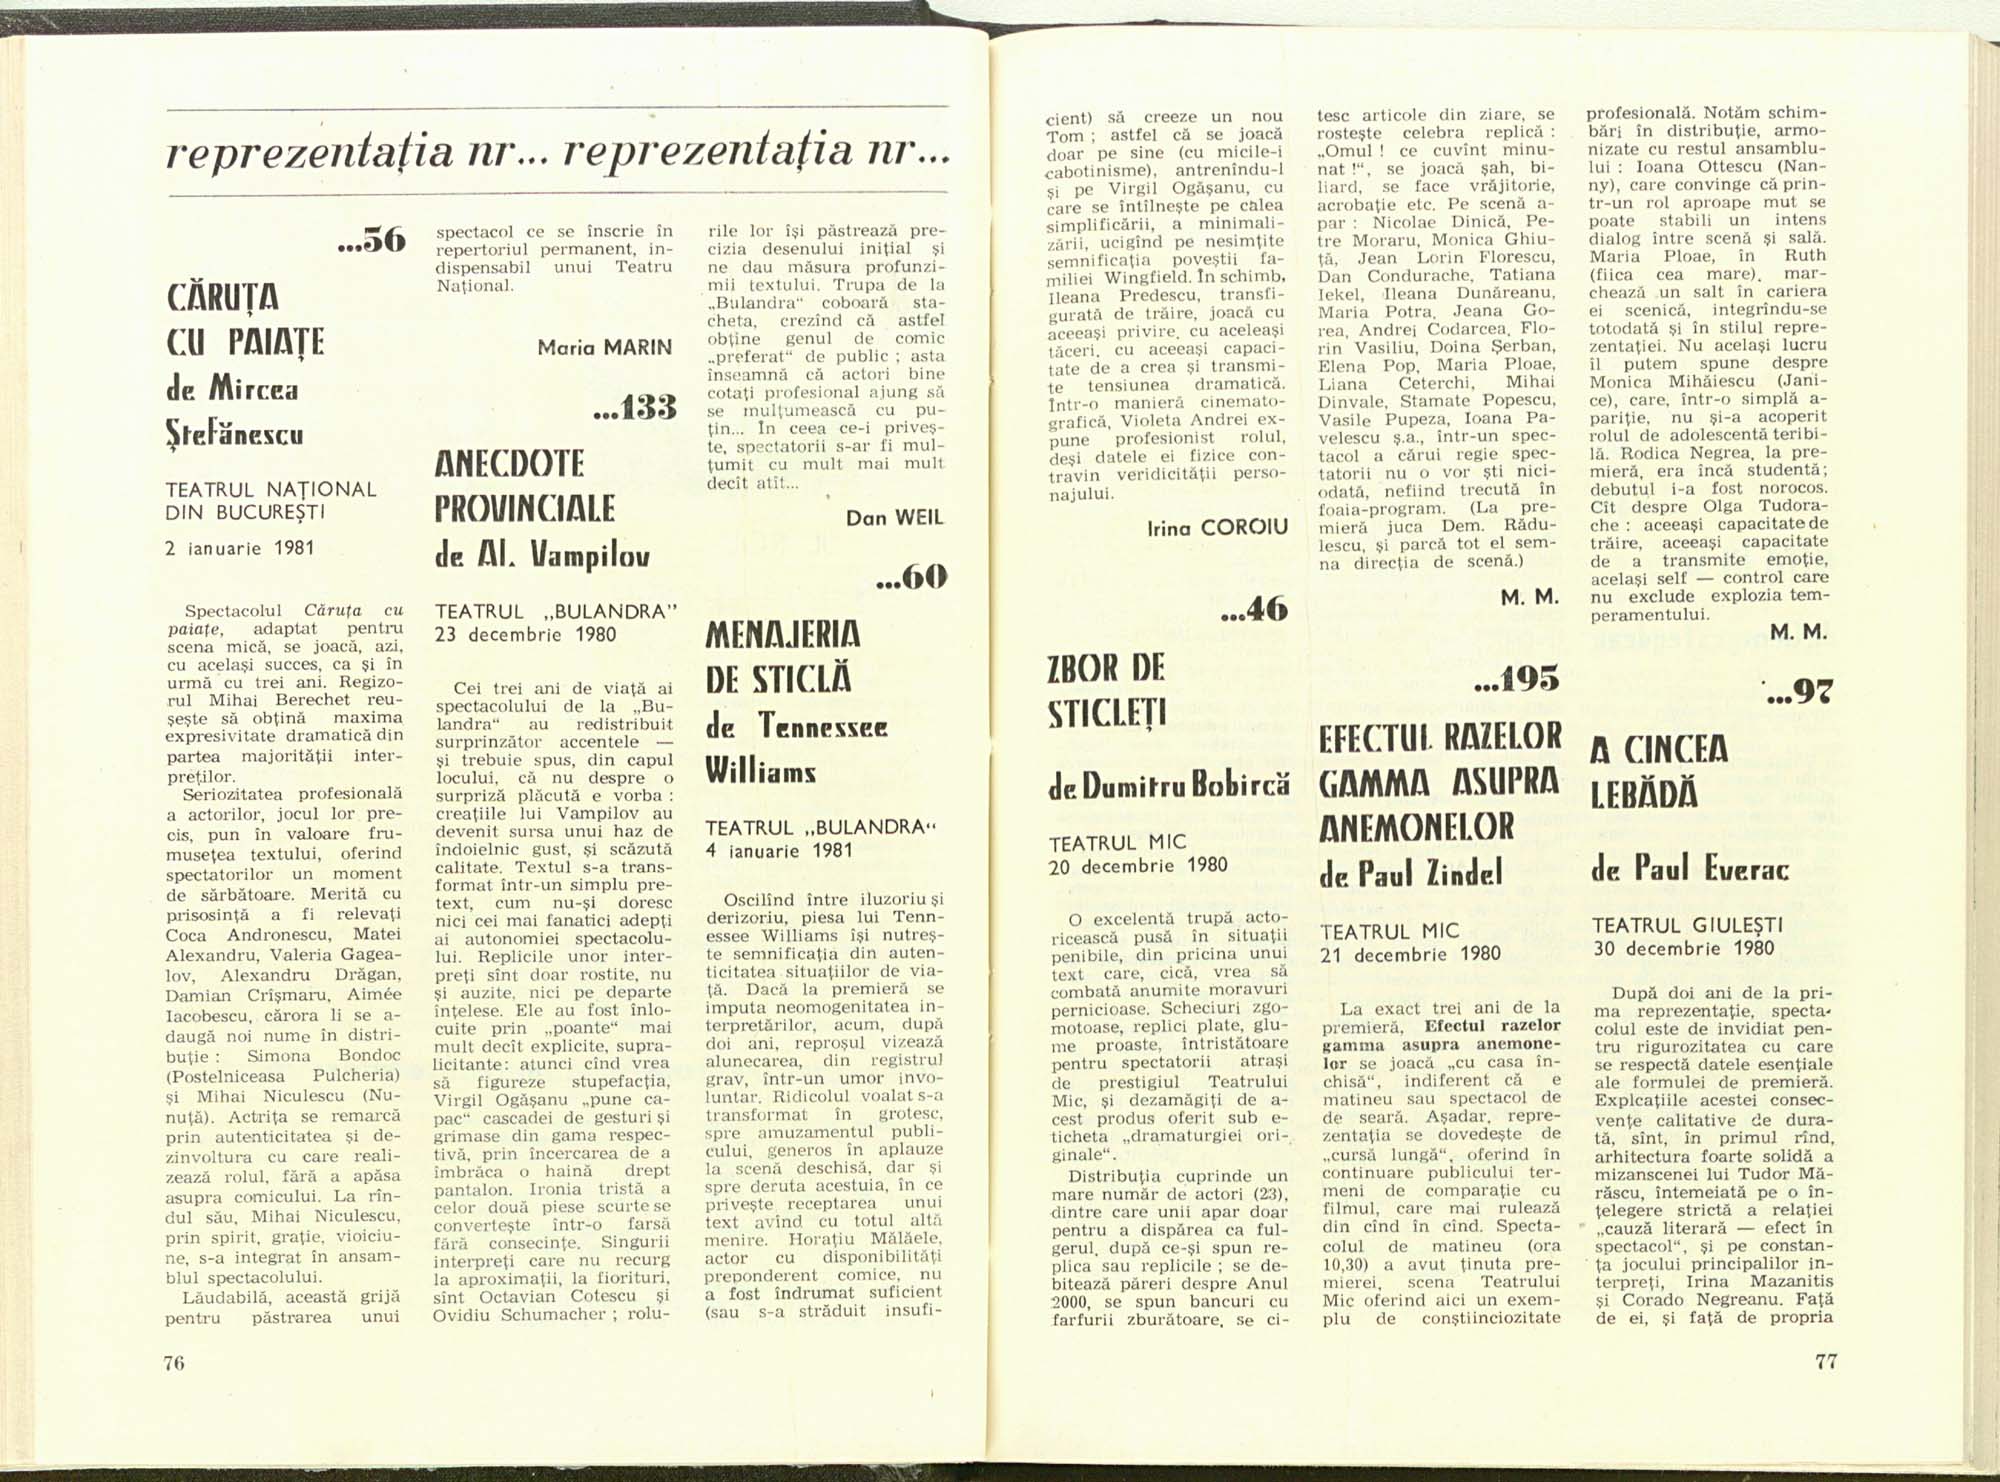 reprezentația nr... reprezentația nr...
...56
CĂRUȚA
CU PAIAȚE
de Mircea
Ștefănescu
TEATRUL NAȚIONAL
DIN BUCUREȘTI
2 ianuarie 1981
Spectacolul Căruța cu
paiațe, adaptat pentru
scena mică, se joacă, azi,
cu același succes, ca și în
urmă cu trei ani. Regizo-
rul Mihai Berechet reu-
șește să obțină maxima
expresivitate dramatică din
partea majorității inter-
preților.
Seriozitatea profesională
a actorilor, jocul lor pre-
cis, pun în valoare fru-
musețea textului, oferind
spectatorilor un moment
de sărbătoare. Merită cu
prisosință a fi relevați
Coca Andronescu, Matei
Alexandru, Valeria Gagea-
lov, Alexandru Drăgan,
Damian Crîșmaru, Aimée
Iacobescu, cărora li se a-
daugă noi nume în distri-
buție : Simona Bondoc
(Postelniceasa Pulcheria)
și Mihai Niculescu (Nu-
nuță). Actrița se remarcă
prin autenticitatea și de-
zinvoltura cu care reali-
zează rolul, fără a apăsa
asupra comicului. La rîn-
dul său, Mihai Niculescu,
prin spirit, grație, vioiciu-
ne, s-a integrat în ansam-
blul spectacolului.
Lăudabilă, această grijă
pentru păstrarea unui
spectacol ce se înscrie în
repertoriul permanent, in-
dispensabil unui Teatru
Național.
Maria MARIN
...133
ANECDOTE
PROVINCIALE
de Al. Vampilov
TEATRUL „BULANDRA”
23 decembrie 1980
Cei trei ani de viață ai
spectacolului de la „Bu-
landra“ au redistribuit
surprinzător accentele —
și trebuie spus, din capul
locului, că nu despre o
surpriză plăcută e vorba :
creațiile lui Vampilov au
devenit sursa unui haz de
îndoielnic gust, și scăzută
calitate. Textul s-a trans-
format într-un simplu pre-
text, cum nu-și doresc
nici cei mai fanatici adepți
ai autonomiei spectacolu-
lui. Replicile unor inter-
preți sînt doar rostite, nu
și auzite, nici pe departe
înțelese. Ele au fost înlo-
cuite prin „poante“ mai
mult decît explicite, supra-
licitante: atunci cînd vrea
să figureze stupefacția,
Virgil Ogășanu „pune ca-
pac“ cascadei de gesturi și
grimase din gama respec-
tivă, prin încercarea de a
îmbrăca o haină drept
pantalon. Ironia tristă a
celor două piese scurte se
convertește într-o farsă
fără consecințe. Singurii
interpreți care nu recurg
la aproximații, la fiorituri,
sînt Octavian Cotescu și
Ovidiu Schumacher ; rolu-
rile lor își păstrează pre-
cizia desenului inițial și
ne dau măsura profunzi-
mii textului. Trupa de la
„Bulandra“ coboară sta-
cheta, crezînd că astfel
obține genul de comic
„preferat“ de public ; asta
înseamnă că actori bine
cotați profesional ajung să
se mulțumească cu pu-
țin... În ceea ce-i priveș-
te, spectatorii s-ar fi mul-
țumit cu mult mai mult
decît atît...
Dan WEIL
...60
MENAJERIA
DE STICLĂ
de Tennessee
Williams
TEATRUL „BULANDRA“
4 ianuarie 1981
Oscilînd între iluzoriu și
derizoriu, piesa lui Tenn-
essee Williams își nutreș-
te semnificația din auten-
ticitatea situațiilor de via-
ță. Dacă la premieră se
imputa neomogenitatea in-
terpretărilor, acum, după
doi ani, reproșul vizează
alunecarea, din registrul
grav, într-un umor invo-
luntar. Ridicolul voalat s-a
transformat în grotesc,
spre amuzamentul publi-
cului, generos în aplauze
la scenă deschisă, dar și
spre deruta acestuia, în ce
privește receptarea unui
text avînd cu totul altă
menire. Horațiu Mălăele,
actor cu disponibilități
preponderent comice, nu
a fost îndrumat suficient
(sau s-a străduit insufi-
76
cient) să creeze un nou
Tom ; astfel că se joacă
doar pe sine (cu micile-i
cabotinisme), antrenîndu-l
și pe Virgil Ogășanu, cu
care se întîlnește pe calea
simplificării, a minimali-
zării, ucigînd pe nesimțite
semnificația poveștii fa-
miliei Wingfield. În schimb,
Ileana Predescu, transfi-
gurată de trăire, joacă cu
aceeași privire, cu aceleași
tăceri, cu aceeași capaci-
tate de a crea și transmi-
te tensiunea dramatică.
Într-o manieră cinemato-
grafică, Violeta Andrei ex-
pune profesionist rolul,
deși datele ei fizice con-
travin veridicității perso-
najului.
Irina COROIU
...46
ZBOR DE
STICLEȚI
de Dumitru Bobircă
TEATRUL MIC
20 decembrie 1980
O excelentă trupă acto-
ricească pusă în situații
penibile, din pricina unui
text care, cică, vrea să
combată anumite moravuri
pernicioase. Scheciuri zgo-
motoase, replici plate, glu-
me proaste, întristătoare
pentru spectatorii atrași
de prestigiul Teatrului
Mic, și dezamăgiți de a-
cest produs oferit sub e-
ticheta „dramaturgiei ori-
ginale“.
Distribuția cuprinde un
mare număr de actori (23),
dintre care unii apar doar
pentru a dispărea ca ful-
gerul, după ce-și spun re-
plica sau replicile ; se de-
bitează păreri despre Anul
2000, se spun bancuri cu
farfurii zburătoare, se ci-
tesc articole din ziare, se
rostește celebra replică :
„Omul ! ce cuvînt minu-
nat !“, se joacă șah, bi-
liard, se face vrăjitorie,
acrobație etc. Pe scenă a-
par : Nicolae Dinică, Pe-
tre Moraru, Monica Ghiu-
ță, Jean Lorin Florescu,
Dan Condurache, Tatiana
Iekel, Ileana Dunăreanu,
Maria Potra, Jeana Go-
rea, Andrei Codarcea, Flo-
rin Vasiliu, Doina Șerban,
Elena Pop, Maria Ploae,
Liana Ceterchi, Mihai
Dinvale, Stamate Popescu,
Vasile Pupeza, Ioana Pa-
velescu ș.a., într-un spec-
tacol a cărui regie spec-
tatorii nu o vor ști nici-
odată, nefiind trecută în
foaia-program. (La pre-
mieră juca Dem. Rădu-
lescu, și parcă tot el sem-
na direcția de scenă.)
M. M.
...195
EFECTUL RAZELOR
GAMMA ASUPRA
ANEMONELOR
de Paul Zindel
TEATRUL MIC
21 decembrie 1980
La exact trei ani de la
premieră, Efectul razelor
gamma asupra anemone-
lor se joacă „cu casa în-
chisă“, indiferent că e
matineu sau spectacol de
de seară. Așadar, repre-
zentația se dovedește de
„cursă lungă“, oferind în
continuare publicului ter-
meni de comparație cu
filmul, care mai rulează
din cînd în cînd. Specta-
colul de matineu (ora
10,30) a avut ținuta pre-
mierei, scena Teatrului
Mic oferind aici un exem-
plu de conștiinciozitate
profesională. Notăm schim-
bări în distribuție, armo-
nizate cu restul ansamblu-
lui : Ioana Ottescu (Nan-
ny), care convinge că prin-
tr-un rol aproape mut se
poate stabili un intens
dialog între scenă și sală.
Maria Ploae, în Ruth
(fiica cea mare), mar-
chează un salt în cariera
ei scenică, integrîndu-se
totodată și în stilul repre-
zentației. Nu același lucru
îl putem spune despre
Monica Mihăiescu (Jani-
ce), care, într-o simplă a-
pariție, nu și-a acoperit
rolul de adolescentă teribi-
lă. Rodica Negrea, la pre-
mieră, era încă studentă;
debutul i-a fost norocos.
Cît despre Olga Tudora-
che : aceeași capacitate de
trăire, aceeași capacitate
de a transmite emoție,
același self — control care
nu exclude explozia tem-
peramentului.
M. M.
...97
A CINCEA
LEBĂDĂ
de Paul Everac
TEATRUL GIULEȘTI
30 decembrie 1980
După doi ani de la pri-
ma reprezentație, specta-
colul este de invidiat pen-
tru rigurozitatea cu care
se respectă datele esențiale
ale formulei de premieră.
Explcațiile acestei consec-
vențe calitative de dura-
tă, sînt, în primul rînd,
arhitectura foarte solidă a
mizanscenei lui Tudor Mă-
răscu, întemeiată pe o în-
țelegere strictă a relației
„cauză literară — efect în
spectacol“, și pe constan-
ța jocului principalilor in-
terpreți, Irina Mazanitis
și Corado Negreanu. Față
de ei, și față de propria
77